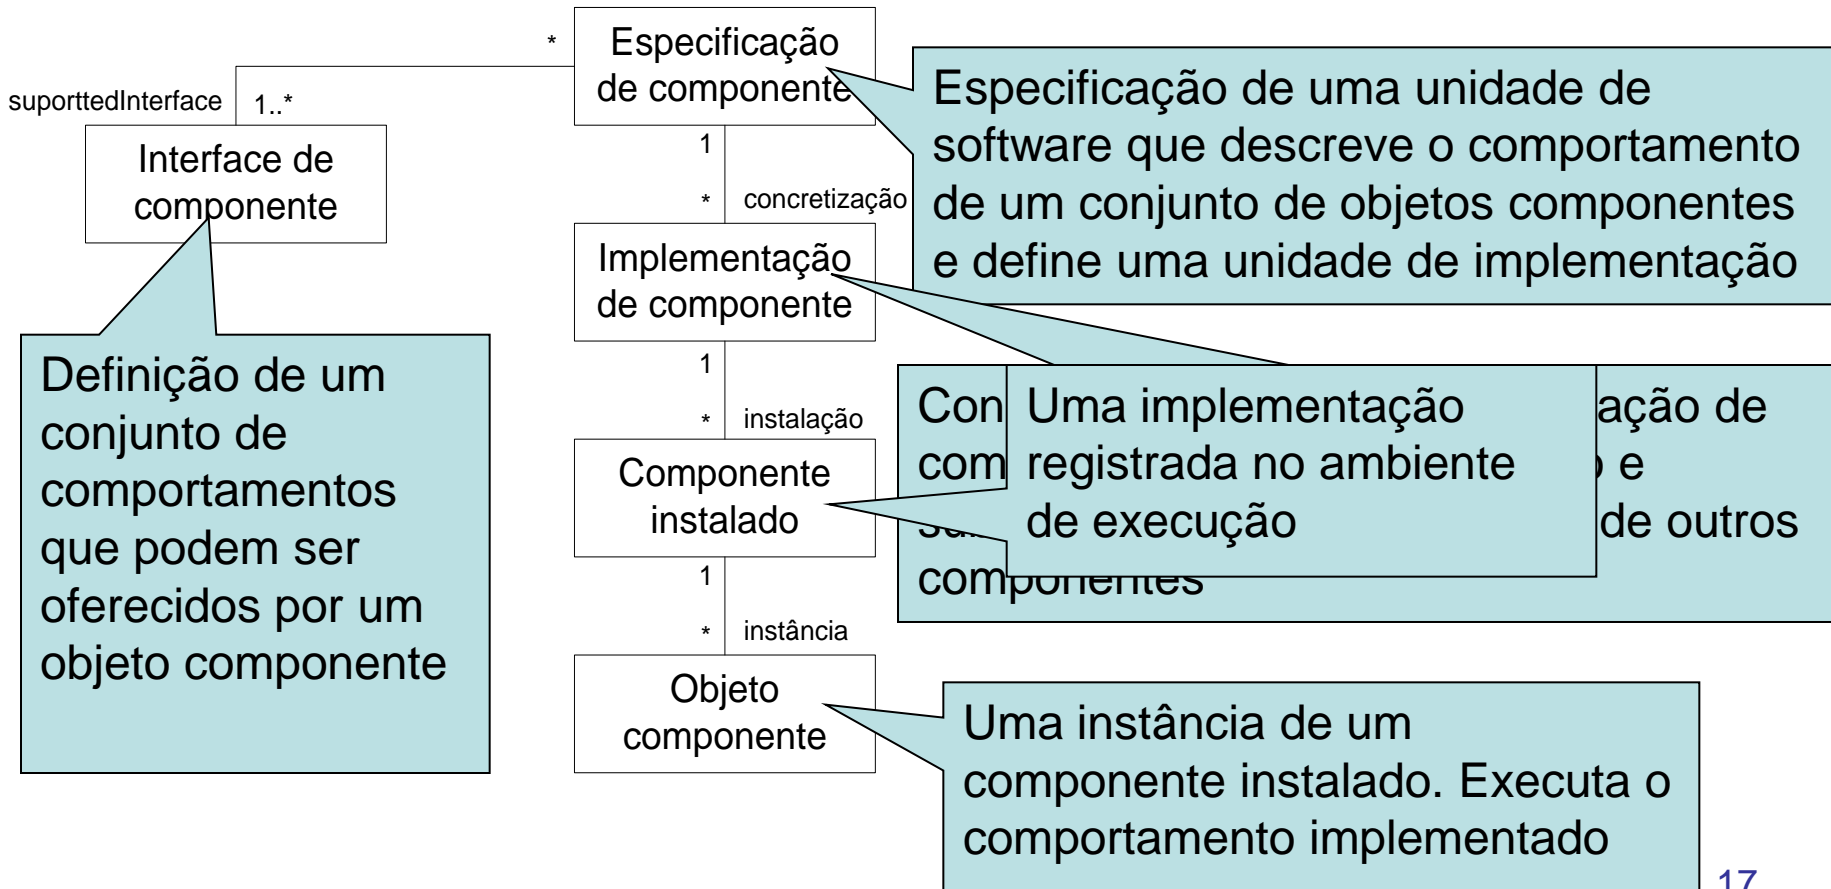 Especificação
de componente
*
suporttedInterface
1..*
Interface de
componente
Especificação de uma unidade de
software que descreve o comportamento
de um conjunto de objetos componentes
e define uma unidade de implementação
1
* concretização
Implementação
de componente
Definição de um
conjunto de
comportamentos
que podem ser
oferecidos por um
objeto componente
1
* instalação
Componente
instalado
Con ação de
com e
de outros
componentes
Uma implementação
registrada no ambiente
de execução
1
* instância
Objeto
componente
Uma instância de um
componente instalado. Executa o
comportamento implementado
17